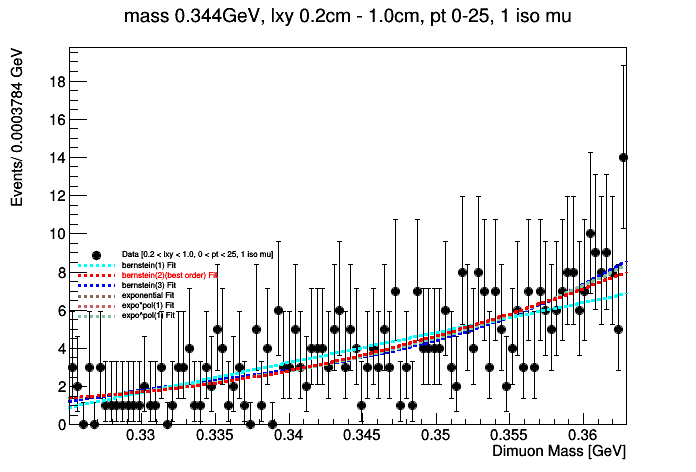 mass 0.344GeV, lxy 0.2cm - 1.0cm, pt 0-25, 1 iso mu
Events/ 0.0003784 GeV
18
16
14
12
10
8
6
4
2
0
Data [0.2 < lxy < 1.0, 0 < pt < 25, 1 iso mu]
bernstein(1) Fit
bernstein(2)(best order) Fit
bernstein(3) Fit
exponential Fit
expo*pol(1) Fit
expo*pol(1) Fit
0.33 0.335 0.34 0.345 0.35 0.355 0.36
Dimuon Mass [GeV]